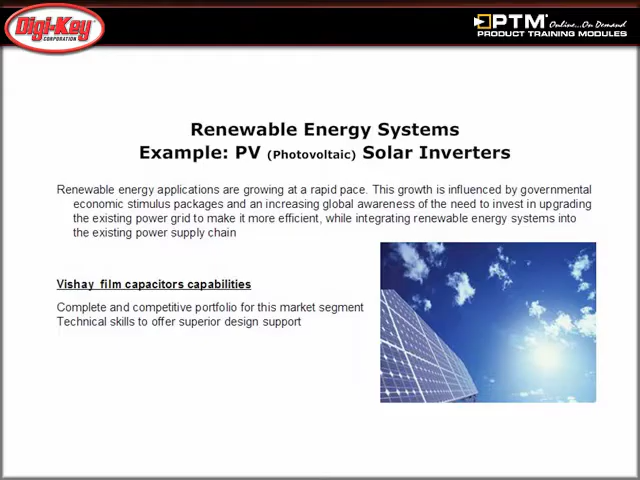 Digi-Key
CORPORATION
PTM
Online...On Demand
PRODUCT TRAINING MODULES
Renewable Energy Systems
Example: PV (Photovoltaic) Solar Inverters
Renewable energy applications are growing at a rapid pace. This growth is influenced by governmental
economic stimulus packages and an increasing global awareness of the need to invest in upgrading
the existing power grid to make it more efficient, while integrating renewable energy systems into
the existing power supply chain
Vishay film capacitors capabilities
Complete and competitive portfolio for this market segment
Technical skills to offer superior design support